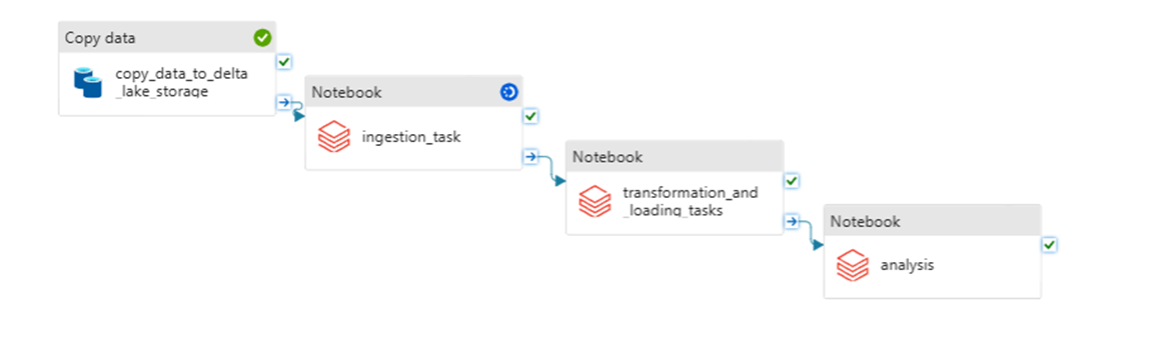 Copy data
copy_data_to_delta
_lake_storage
Notebook
ingestion_task
Notebook
transformation_and
_loading_tasks
Notebook
analysis